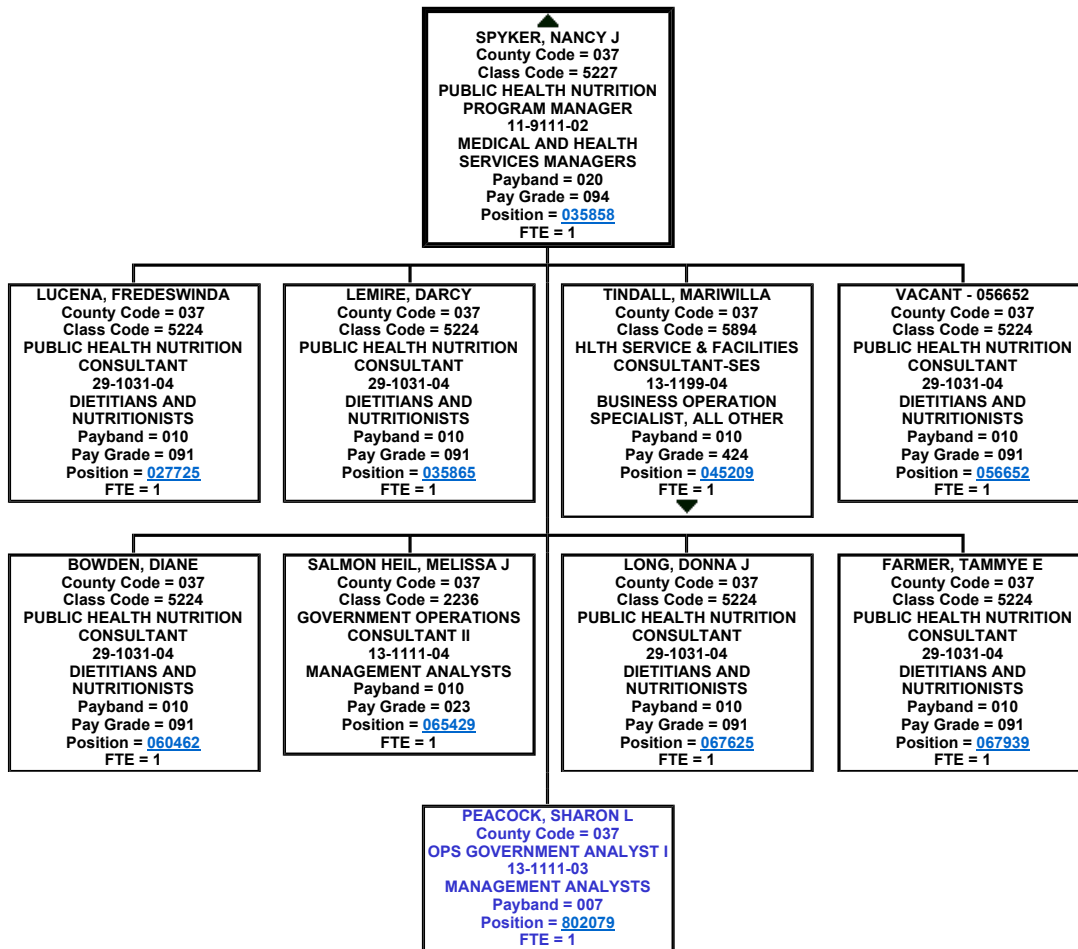 SPYKER, NANCY J
County Code = 037
Class Code = 5227
PUBLIC HEALTH NUTRITION
PROGRAM MANAGER
11-9111-02
MEDICAL AND HEALTH
SERVICES MANAGERS
Payband = 020
Pay Grade = 094
Position = 035858
FTE = 1
LUCENA, FREDESWINDA
County Code = 037
Class Code = 5224
PUBLIC HEALTH NUTRITION
CONSULTANT
29-1031-04
DIETITIANS AND
NUTRITIONISTS
Payband = 010
Pay Grade = 091
Position = 027725
FTE = 1
LEMIRE, DARCY
County Code = 037
Class Code = 5224
PUBLIC HEALTH NUTRITION
CONSULTANT
29-1031-04
DIETITIANS AND
NUTRITIONISTS
Payband = 010
Pay Grade = 091
Position = 035865
FTE = 1
TINDALL, MARIWILLA
County Code = 037
Class Code = 5894
HLTH SERVICE & FACILITIES
CONSULTANT-SES
13-1199-04
BUSINESS OPERATION
SPECIALIST, ALL OTHER
Payband = 010
Pay Grade = 424
Position = 045209
FTE = 1
VACANT - 056652
County Code = 037
Class Code = 5224
PUBLIC HEALTH NUTRITION
CONSULTANT
29-1031-04
DIETITIANS AND
NUTRITIONISTS
Payband = 010
Pay Grade = 091
Position = 056652
FTE = 1
BOWDEN, DIANE
County Code = 037
Class Code = 5224
PUBLIC HEALTH NUTRITION
CONSULTANT
29-1031-04
DIETITIANS AND
NUTRITIONISTS
Payband = 010
Pay Grade = 091
Position = 060462
FTE = 1
SALMON HEIL, MELISSA J
County Code = 037
Class Code = 2236
GOVERNMENT OPERATIONS
CONSULTANT II
13-1111-04
MANAGEMENT ANALYSTS
Payband = 010
Pay Grade = 023
Position = 065429
FTE = 1
LONG, DONNA J
County Code = 037
Class Code = 5224
PUBLIC HEALTH NUTRITION
CONSULTANT
29-1031-04
DIETITIANS AND
NUTRITIONISTS
Payband = 010
Pay Grade = 091
Position = 067625
FTE = 1
FARMER, TAMMYE E
County Code = 037
Class Code = 5224
PUBLIC HEALTH NUTRITION
CONSULTANT
29-1031-04
DIETITIANS AND
NUTRITIONISTS
Payband = 010
Pay Grade = 091
Position = 067939
FTE = 1
PEACOCK, SHARON L
County Code = 037
OPS GOVERNMENT ANALYST I
13-1111-03
MANAGEMENT ANALYSTS
Payband = 007
Position = 802079
FTE = 1